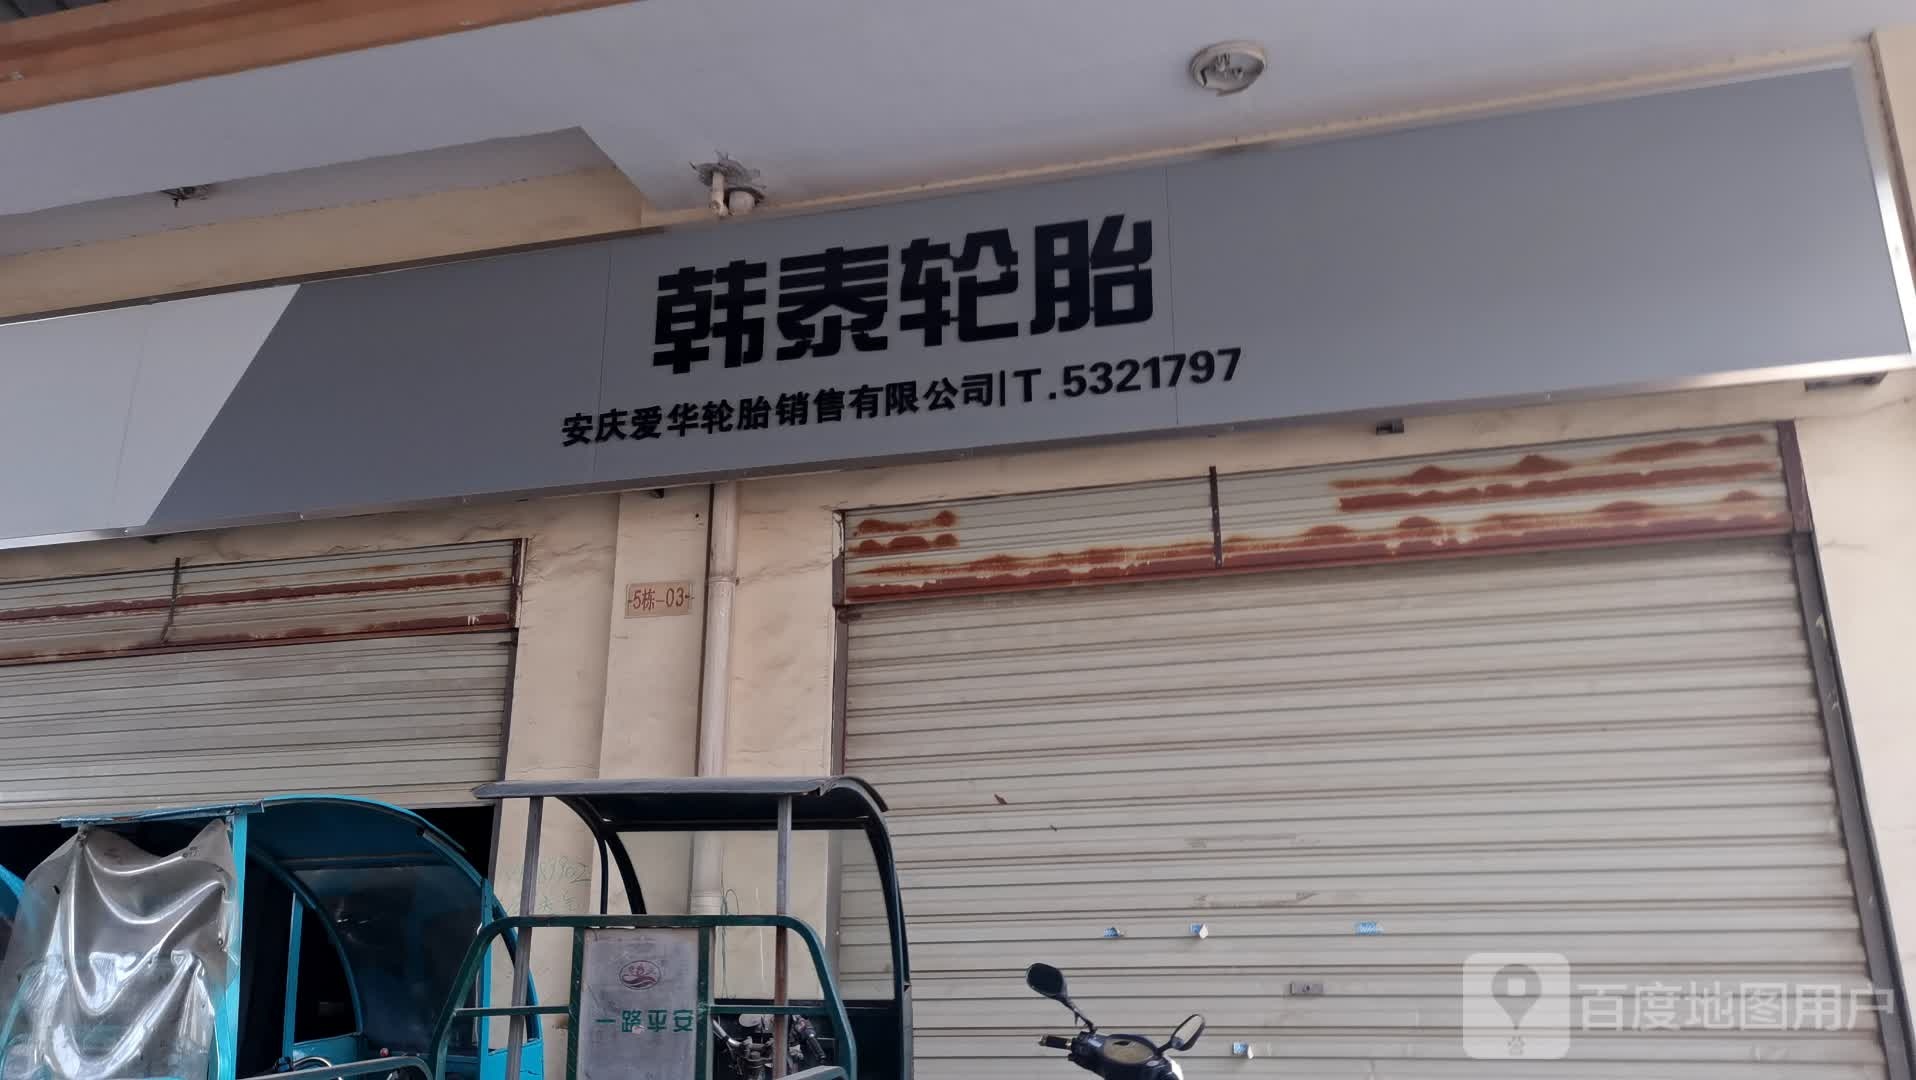 韩泰轮胎
安庆爱华轮胎销售有限公司|T.5321797
5栋-03
一路平安
百度地图用户